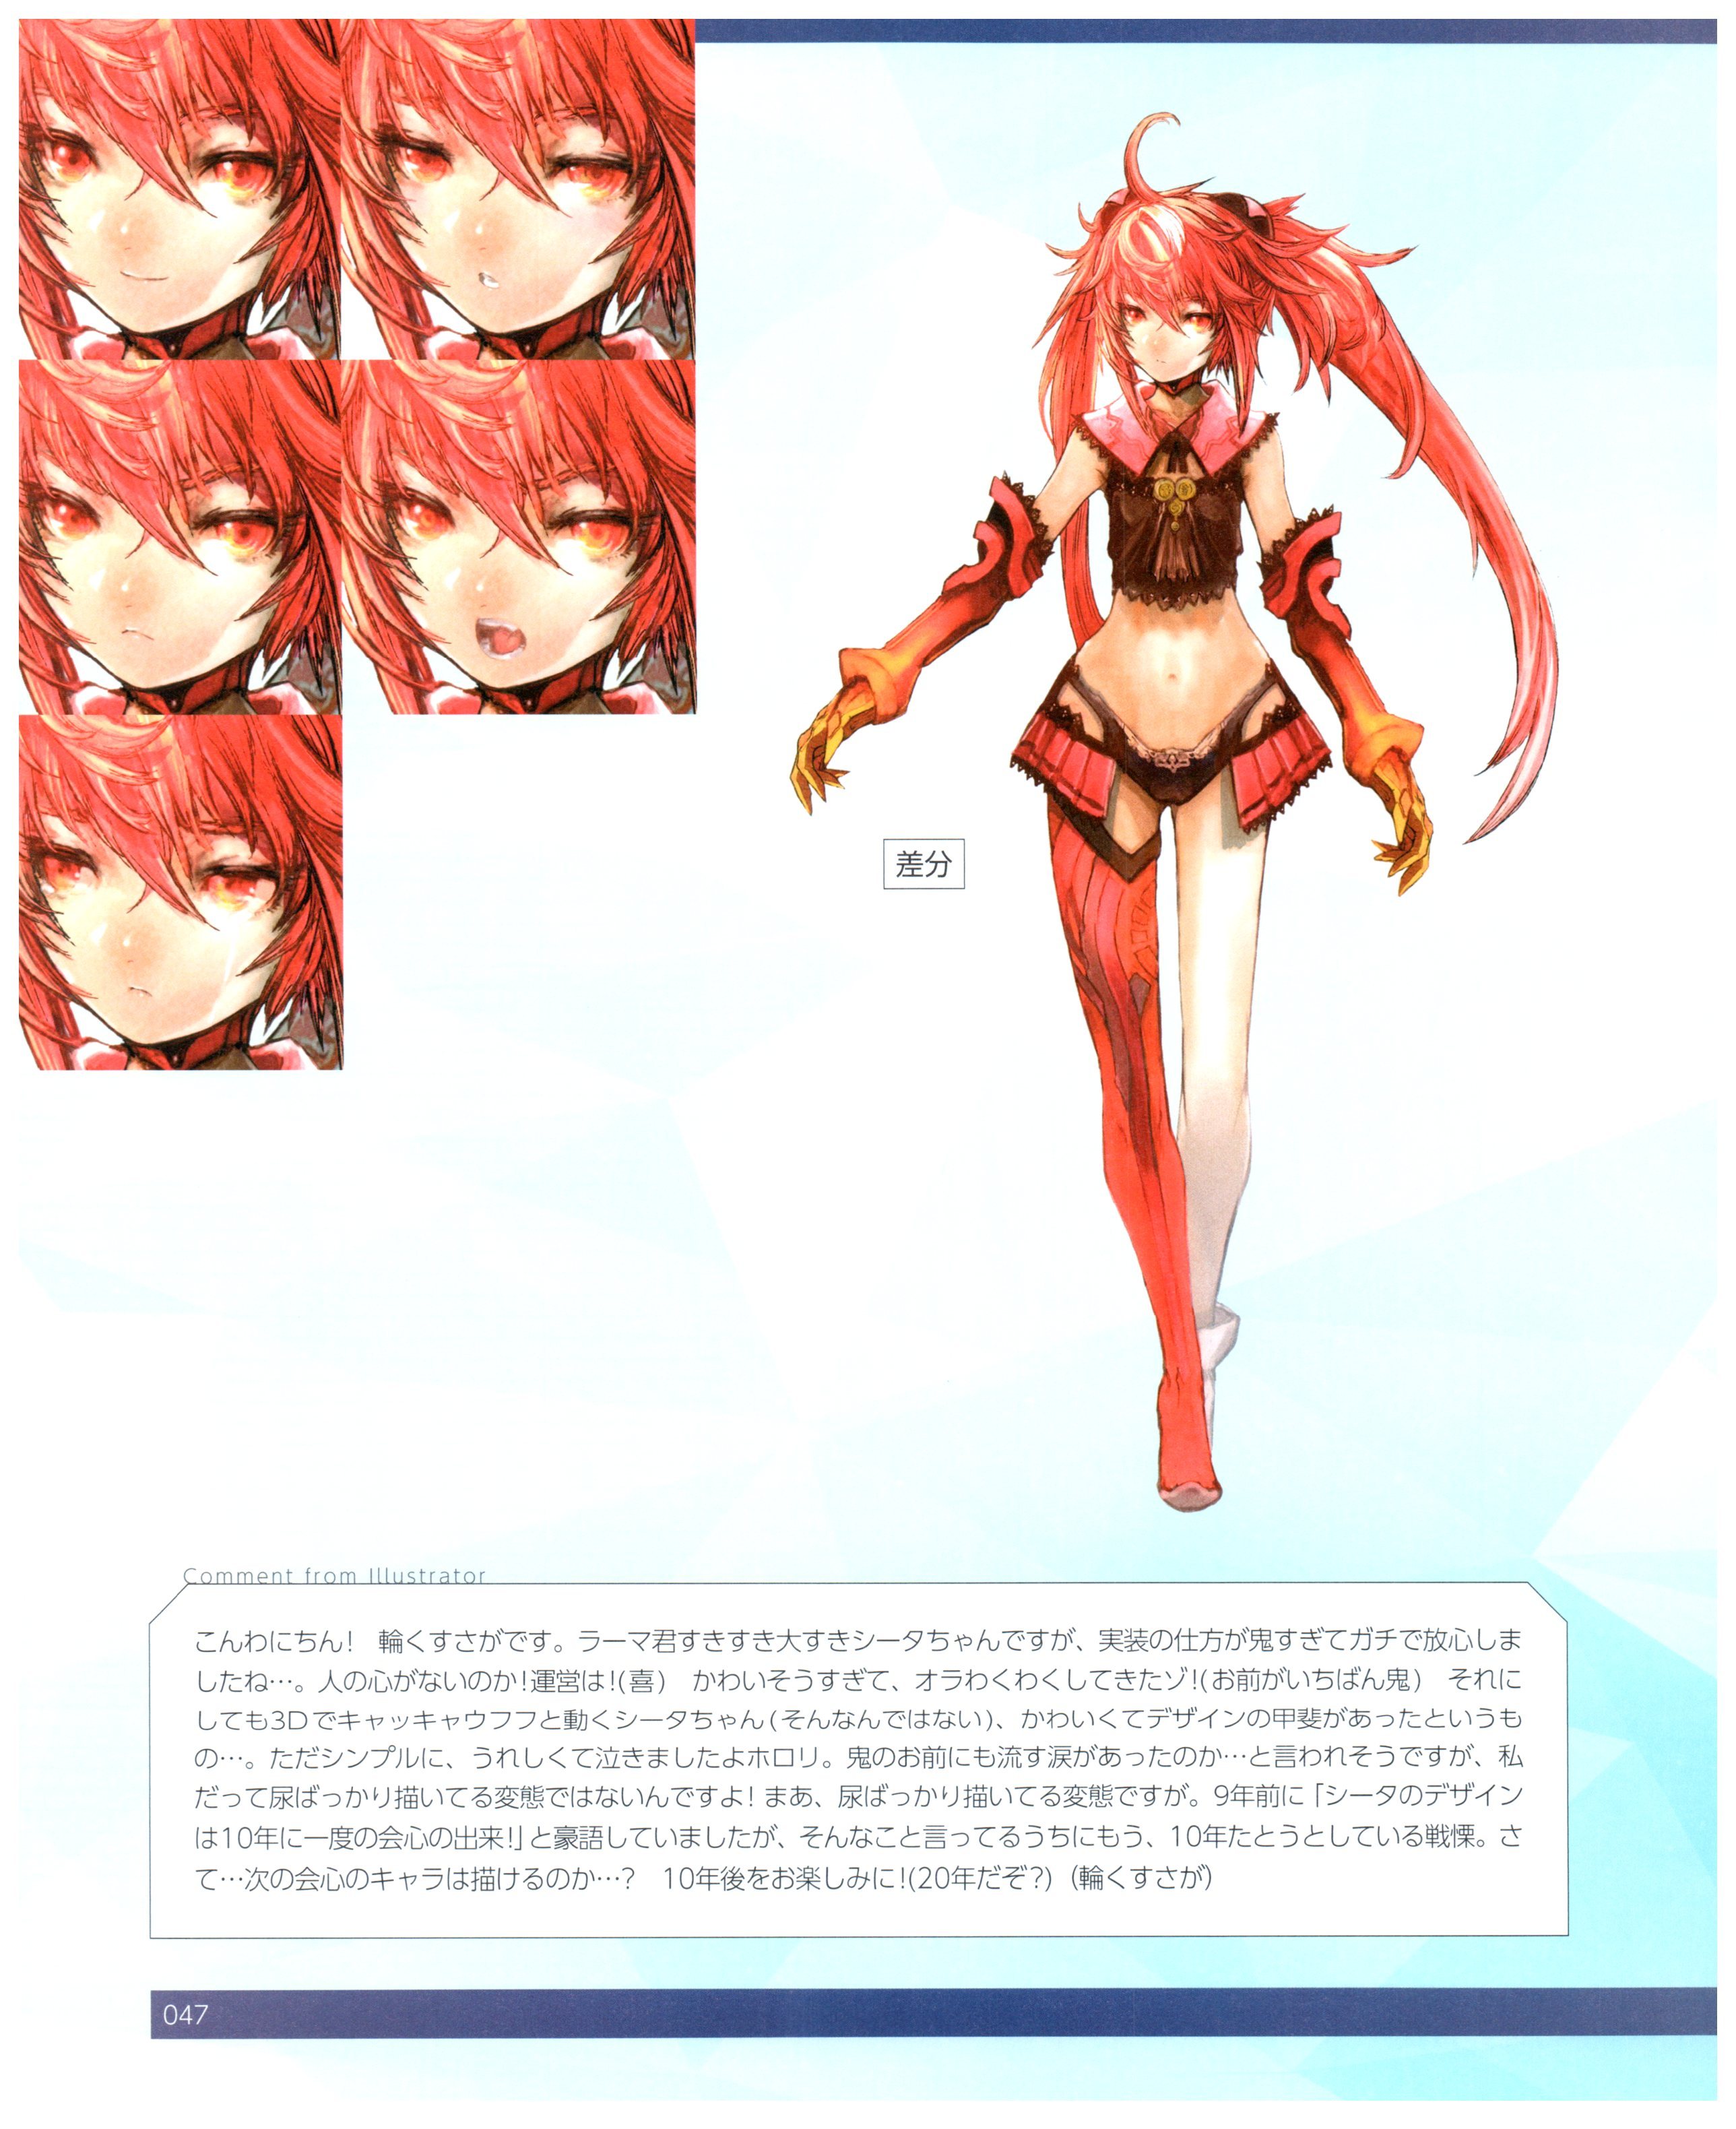 差分
Comment from Illustrator
こんわにちん!　輪くすさがです。ラーマ君すきすき大すきシータちゃんですが、実装の仕方が鬼すぎてガチで放心しま
したね…。人の心がないのか!運営は!(喜)　かわいそうすぎて、オラわくわくしてきたゾ!(お前がいちばん鬼)　それに
しても3Dでキャッキャウフフと動くシータちゃん(そんなんではない)、かわいくてデザインの甲斐があったというも
の…。ただシンプルに、うれしくて泣きましたよホロリ。鬼のお前にも流す涙があったのか…と言われそうですが、私
だって尿ばっかり描いてる変態ではないんですよ! まあ、尿ばっかり描いてる変態ですが。9年前に「シータのデザイン
は10年に一度の会心の出来!」と豪語していましたが、そんなこと言ってるうちにもう、10年たとうとしている戦慄。さ
て…次の会心のキャラは描けるのか…?　10年後をお楽しみに!(20年だぞ?)（輪くすさが）
047